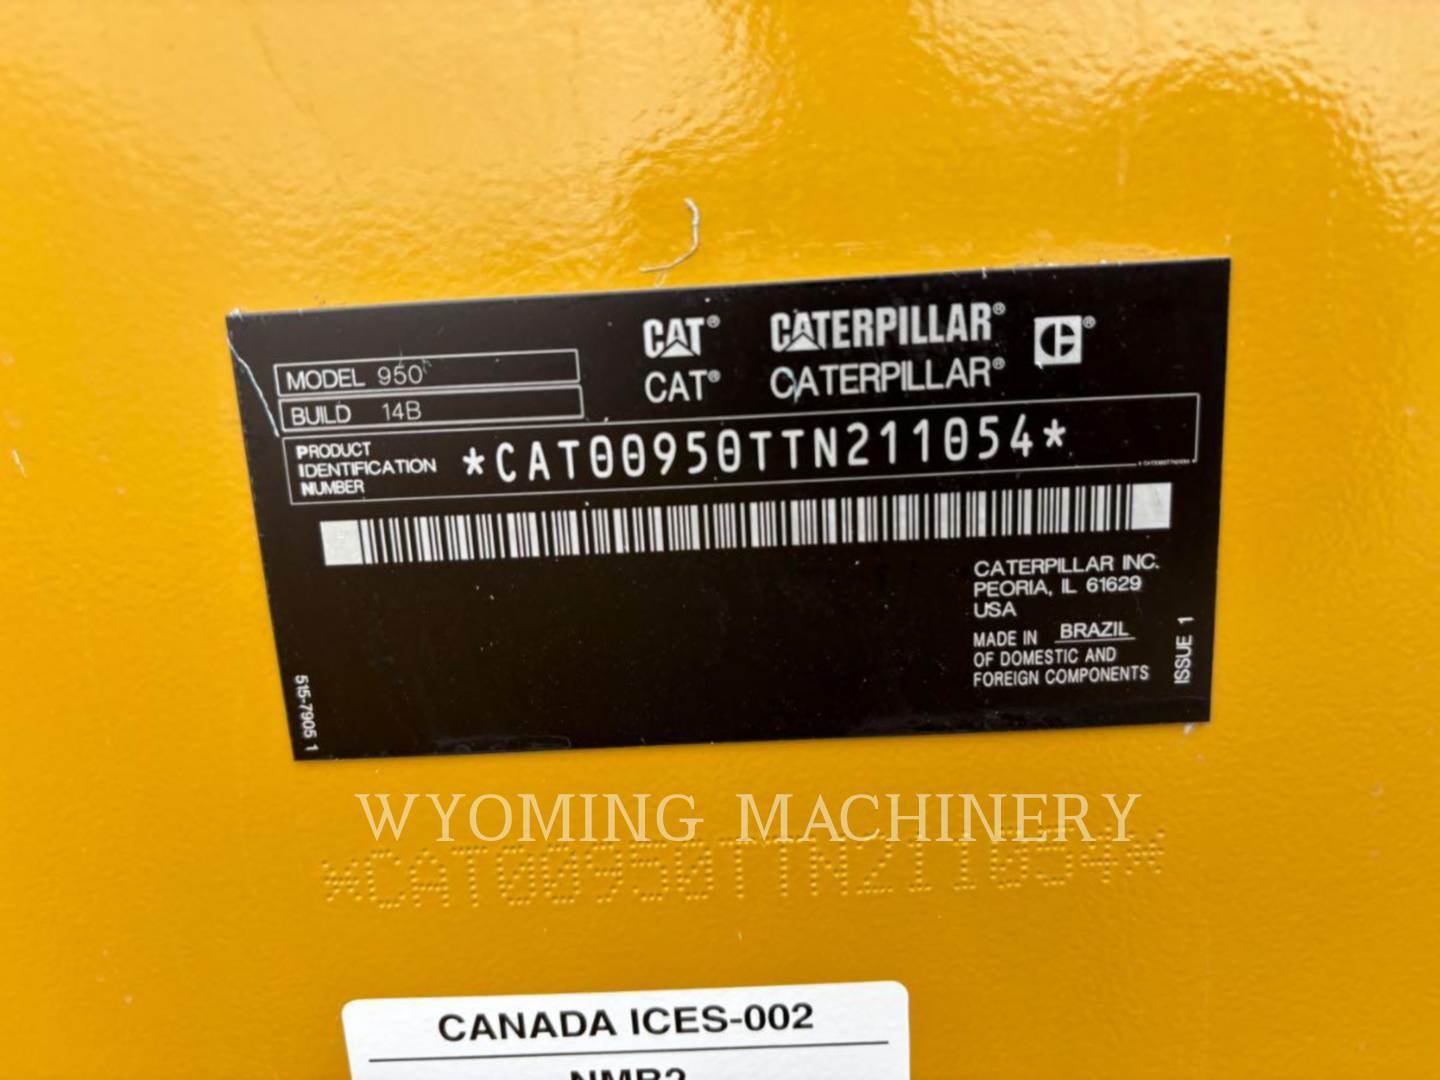 CAT® CATERPILLAR®
CAT® CATERPILLAR®
MODEL 950
BUILD 14B
PRODUCT
IDENTIFICATION
NUMBER
*CAT00950TTN211054*
CATERPILLAR INC.
PEORIA, IL 61629
USA
MADE IN BRAZIL
OF DOMESTIC AND
FOREIGN COMPONENTS
ISSUE 1
515-7905 1
WYOMING MACHINERY
*CAT00950TTN211054*
CANADA ICES-002